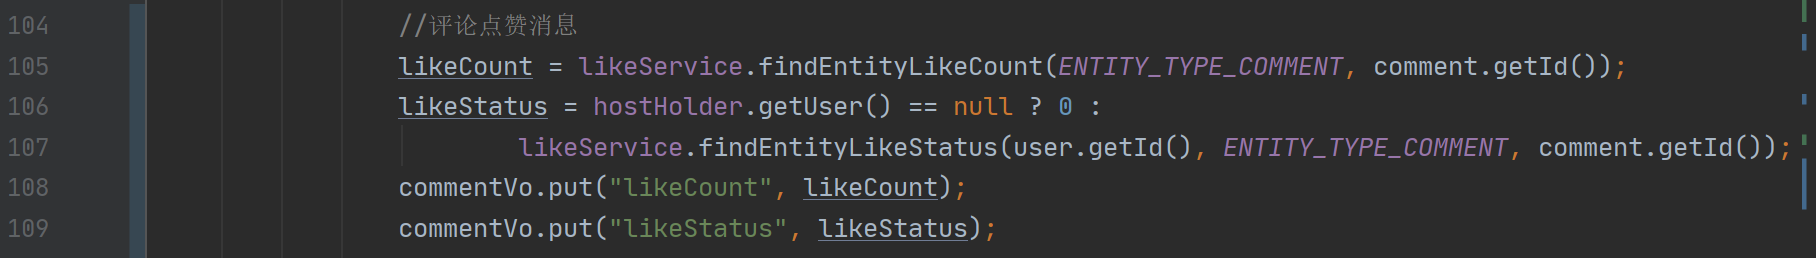 104 //评论点赞消息
105 likeCount = likeService.findEntityLikeCount(ENTITY_TYPE_COMMENT, comment.getId());
106 likeStatus = hostHolder.getUser() == null ? 0 :
107 likeService.findEntityLikeStatus(user.getId(), ENTITY_TYPE_COMMENT, comment.getId());
108 commentVo.put("likeCount", likeCount);
109 commentVo.put("likeStatus", likeStatus);